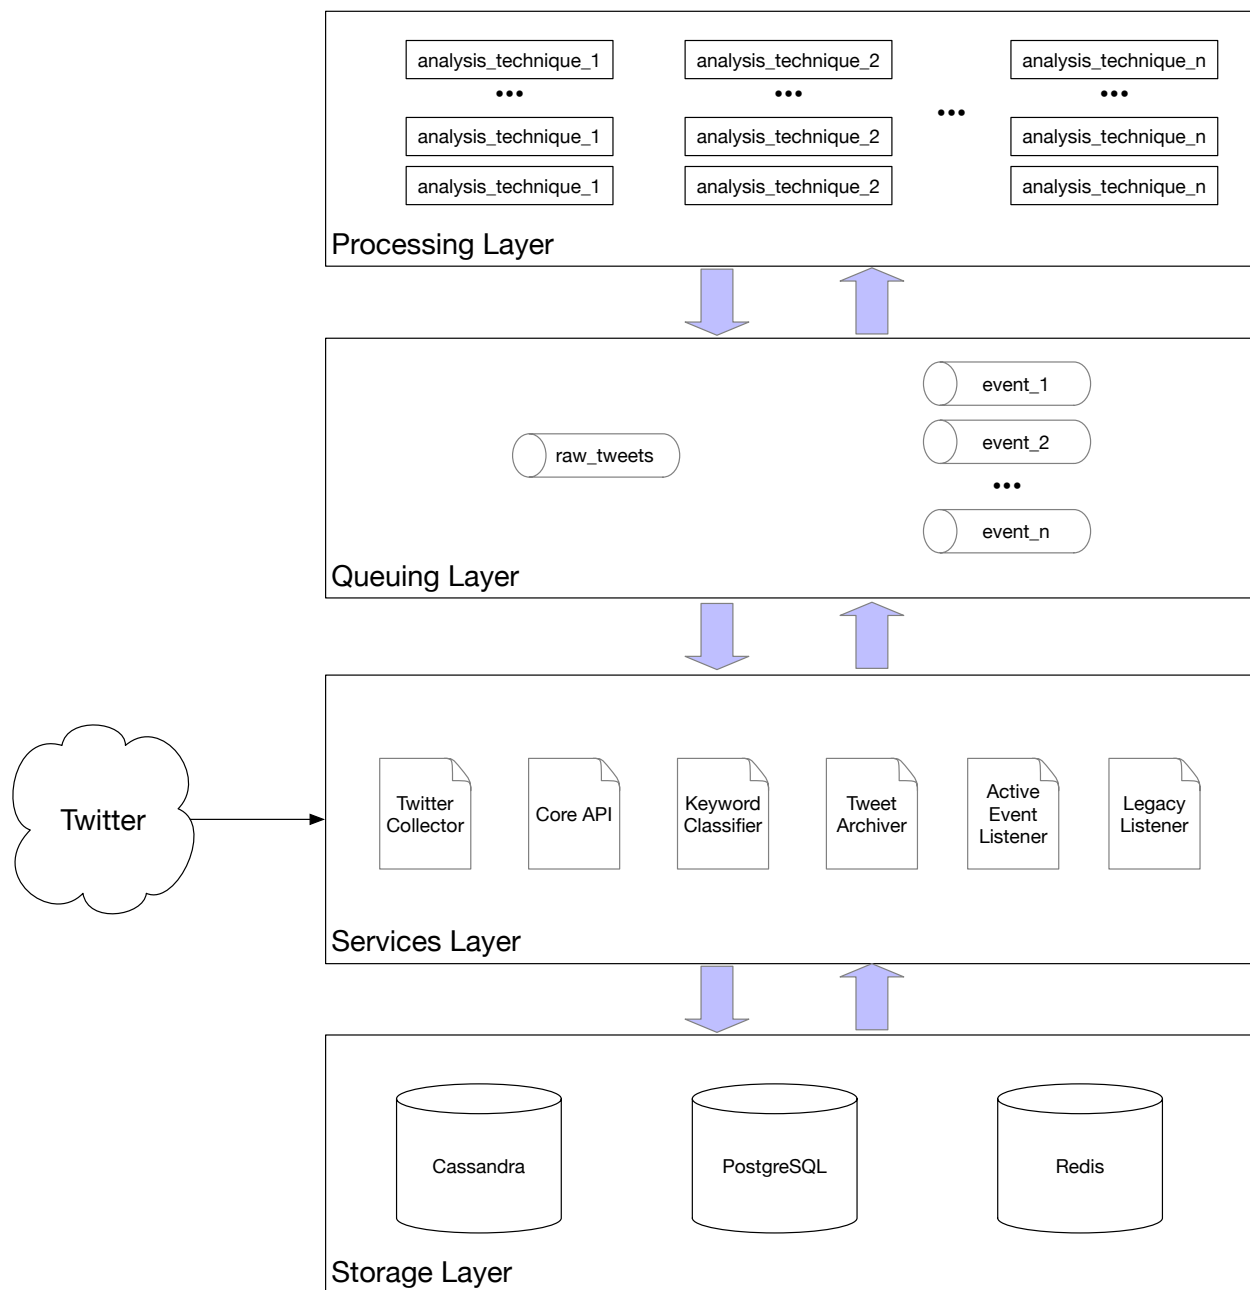 analysis_technique_1
analysis_technique_2
analysis_technique_n
•••
•••
•••
•••
analysis_technique_1
analysis_technique_2
analysis_technique_n
analysis_technique_1
analysis_technique_2
analysis_technique_n
Processing Layer
event_1
event_2
raw_tweets
•••
event_n
Queuing Layer
Twitter
Twitter
Collector
Core API
Keyword
Classifier
Tweet
Archiver
Active
Event
Listener
Legacy
Listener
Services Layer
Cassandra
PostgreSQL
Redis
Storage Layer